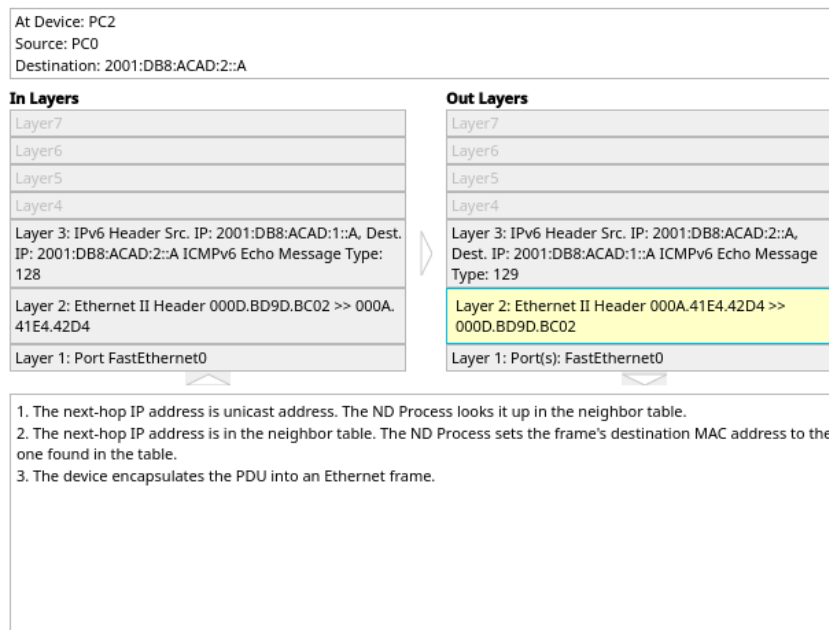 At Device: PC2
Source: PC0
Destination: 2001:DB8:ACAD:2::A
In Layers
Layer7
Layer6
Layer5
Layer4
Layer 3: IPv6 Header Src. IP: 2001:DB8:ACAD:1::A, Dest.
IP: 2001:DB8:ACAD:2::A ICMPv6 Echo Message Type:
128
Layer 2: Ethernet II Header 000D.BD9D.BC02 >> 000A.
41E4.42D4
Layer 1: Port FastEthernet0
Out Layers
Layer7
Layer6
Layer5
Layer4
Layer 3: IPv6 Header Src. IP: 2001:DB8:ACAD:2::A,
Dest. IP: 2001:DB8:ACAD:1::A ICMPv6 Echo Message
Type: 129
Layer 2: Ethernet II Header 000A.41E4.42D4 >>
000D.BD9D.BC02
Layer 1: Port(s): FastEthernet0
1. The next-hop IP address is unicast address. The ND Process looks it up in the neighbor table.
2. The next-hop IP address is in the neighbor table. The ND Process sets the frame's destination MAC address to the
one found in the table.
3. The device encapsulates the PDU into an Ethernet frame.